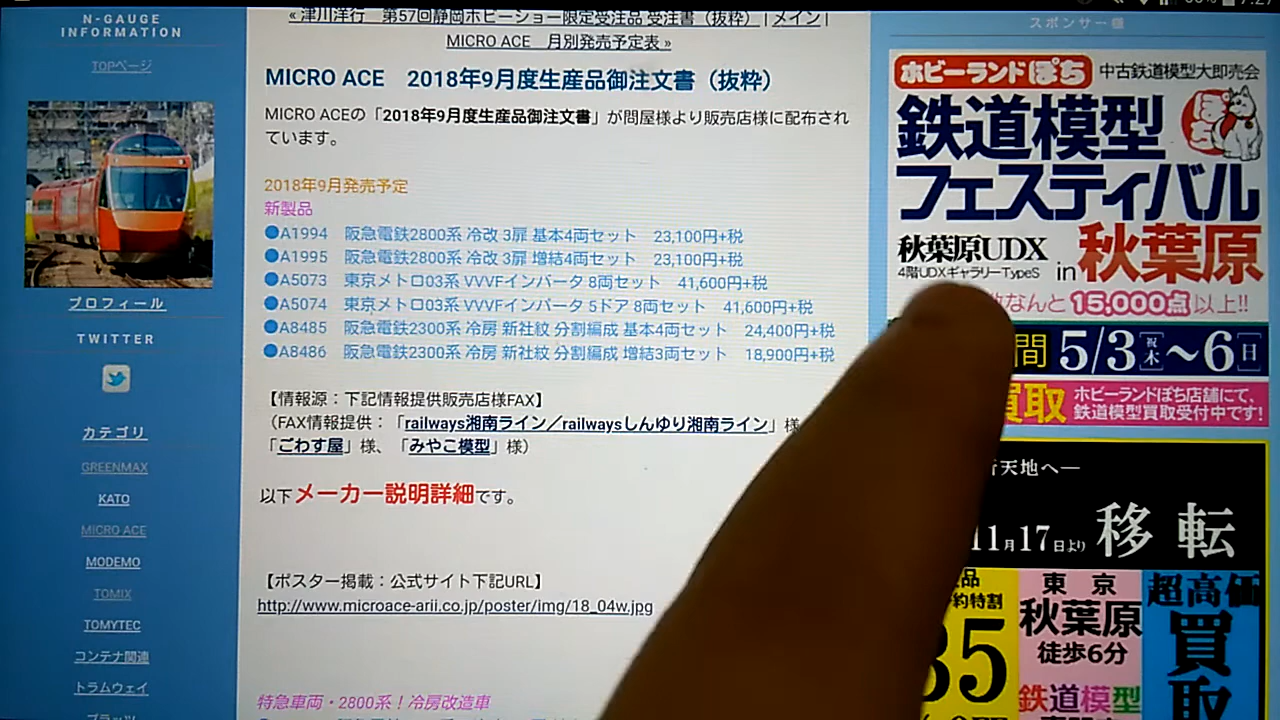 N-GAUGE
INFORMATION
TOPページ
プロフィール
TWITTER
カテゴリ
GREENMAX
KATO
MICRO ACE
MODEMO
TOMIX
TOMYTEC
コンテナ関連
トラムウェイ
« 津川洋行 第57回静岡ホビーショー限定受注品 受注書（抜粋） | メイン |
MICRO ACE 月別発売予定表 »
MICRO ACE 2018年9月度生産品御注文書（抜粋）
MICRO ACEの「2018年9月度生産品御注文書」が問屋様より販売店様に配布され
ています。
2018年9月発売予定
新製品
●A1994 阪急電鉄2800系 冷改 3扉 基本4両セット 23,100円+税
●A1995 阪急電鉄2800系 冷改 3扉 増結4両セット 23,100円+税
●A5073 東京メトロ03系 VVVFインバータ 8両セット 41,600円+税
●A5074 東京メトロ03系 VVVFインバータ 5ドア 8両セット 41,600円+税
●A8485 阪急電鉄2300系 冷房 新社紋 分割編成 基本4両セット 24,400円+税
●A8486 阪急電鉄2300系 冷房 新社紋 分割編成 増結3両セット 18,900円+税
【情報源：下記情報提供販売店様FAX】
（FAX情報提供：「railways湘南ライン／railwaysしんゆり湘南ライン」様
「ごわす屋」様、「みやこ模型」様）
以下メーカー説明詳細です。
【ポスター掲載：公式サイト下記URL】
http://www.microace-arii.co.jp/poster/img/18_04w.jpg
特急車両・2800系！冷房改造車
スポンサー様
ホビーランドぽち 中古鉄道模型大即売会
鉄道模型
フェスティバル
秋葉原UDX
4階UDXギャラリーTypeS
in 秋葉原
なんと 15,000点以上!!
間 5/3[祝木]～6[日]
買取 ホビーランドぽち店舗にて、
鉄道模型買取受付中です!
新天地へ―
11月17日より 移転
約特割
85
東京
秋葉原
徒歩6分
鉄道模型
超高価
買取